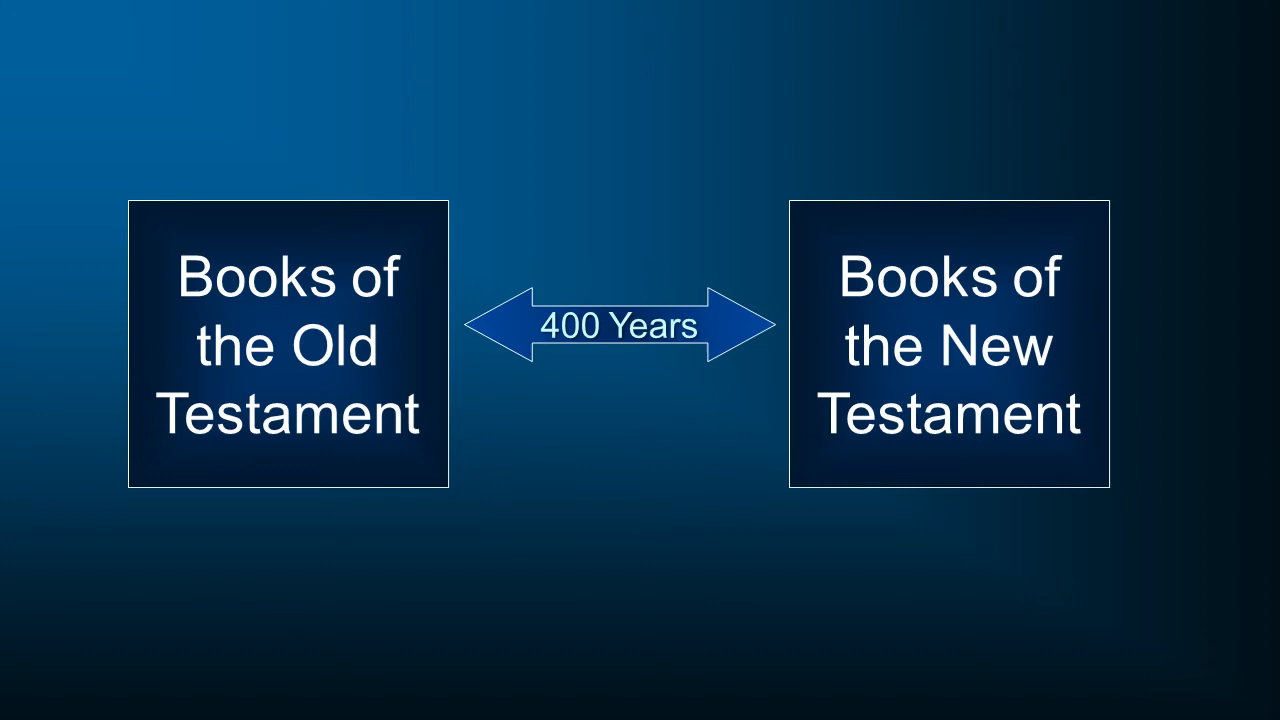 Books of
the Old
Testament
400 Years
Books of
the New
Testament